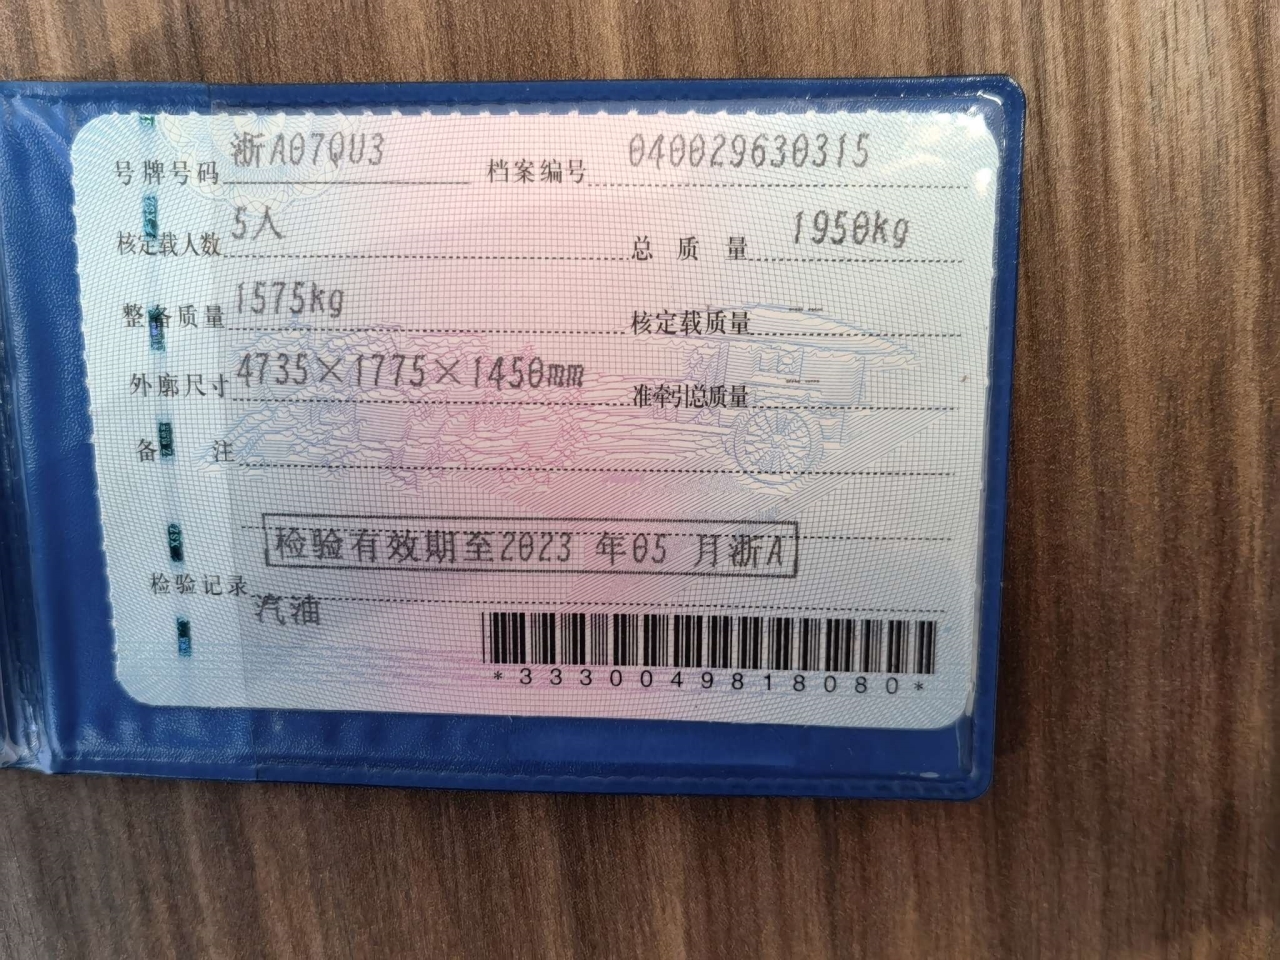 号牌号码 浙A07QU3 档案编号 040029630315
核定载人数 5人 总质量 1950kg
整备质量 1575kg 核定载质量 --
外廓尺寸 4735×1775×1450mm 准牵引总质量 --
备注
检验有效期至2023 年05 月浙A
检验记录
汽油
*3330049818080*